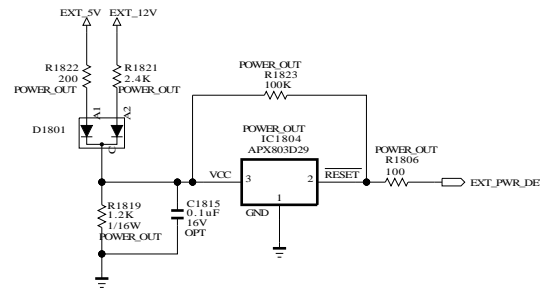 EXT_5V EXT_12V
R1822
200
POWER_OUT
R1821
2.4K
POWER_OUT
A1
A2
D1801
C
POWER_OUT
R1823
100K
POWER_OUT
IC1804
APX803D29
VCC
3
2
RESET
1
GND
POWER_OUT
R1806
100
EXT_PWR_DE
R1819
1.2K
1/16W
POWER_OUT
C1815
0.1uF
16V
OPT